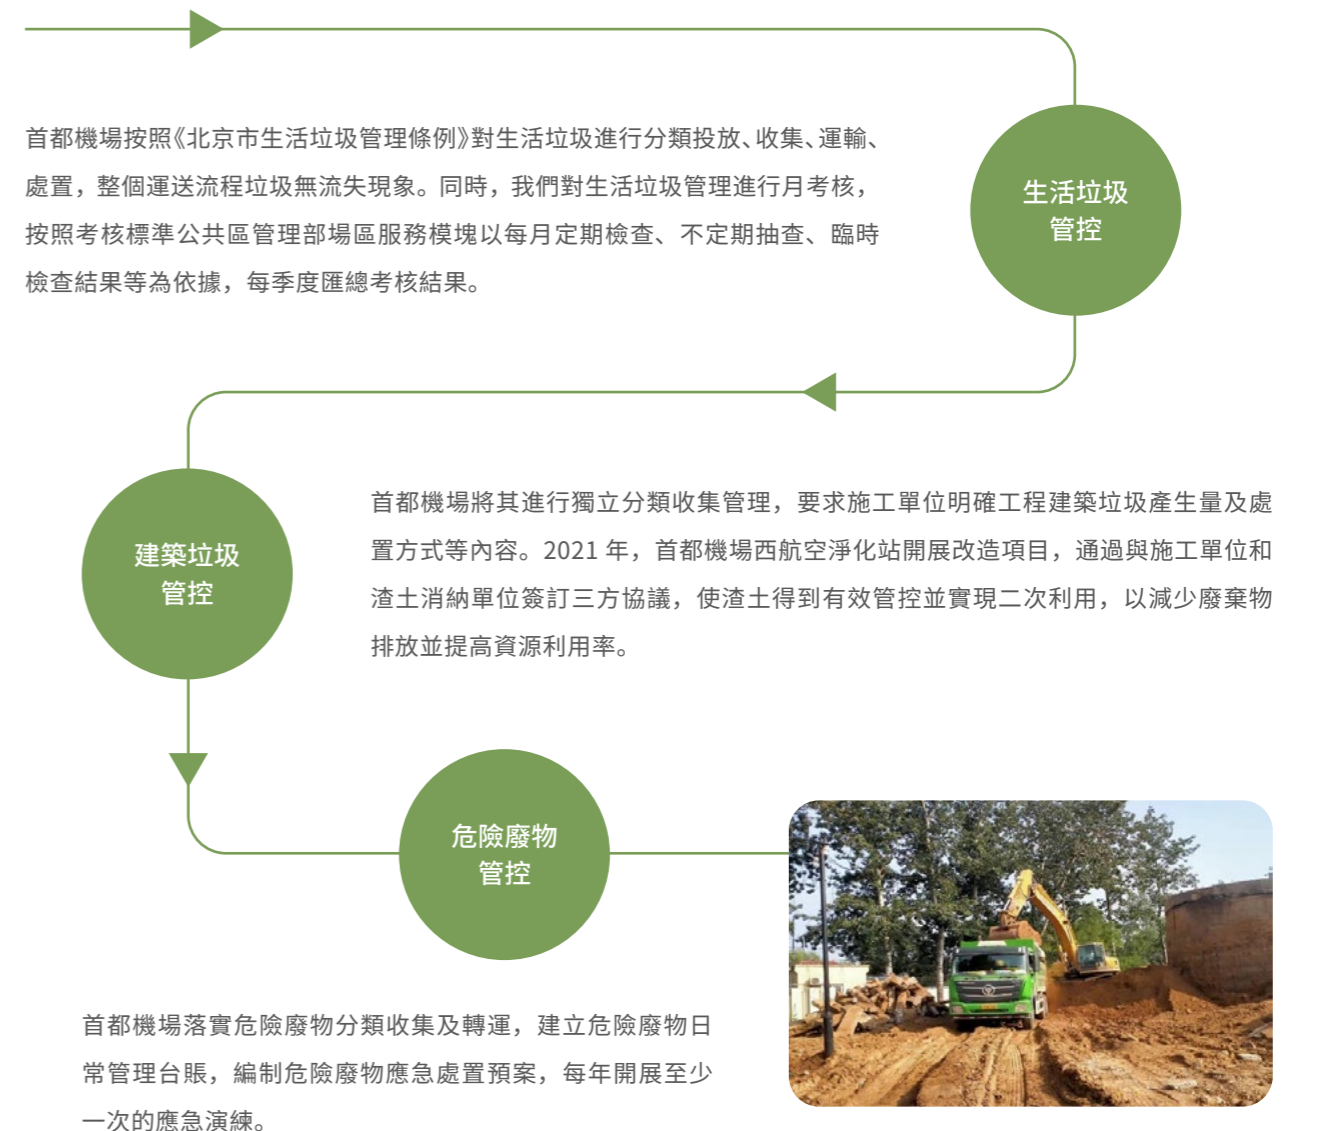 首都機場按照《北京市生活垃圾管理條例》對生活垃圾進行分類投放、收集、運輸、
處置，整個運送流程垃圾無流失現象。同時，我們對生活垃圾管理進行月考核，
按照考核標準公共區管理部場區服務模塊以每月定期檢查、不定期抽查、臨時
檢查結果等為依據，每季度匯總考核結果。
生活垃圾
管控
建築垃圾
管控
首都機場將其進行獨立分類收集管理，要求施工單位明確工程建築垃圾產生量及處
置方式等內容。2021 年，首都機場西航空淨化站開展改造項目，通過與施工單位和
渣土消納單位簽訂三方協議，使渣土得到有效管控並實現二次利用，以減少廢棄物
排放並提高資源利用率。
危險廢物
管控
首都機場落實危險廢物分類收集及轉運，建立危險廢物日
常管理台賬，編制危險廢物應急處置預案，每年開展至少
一次的應急演練。